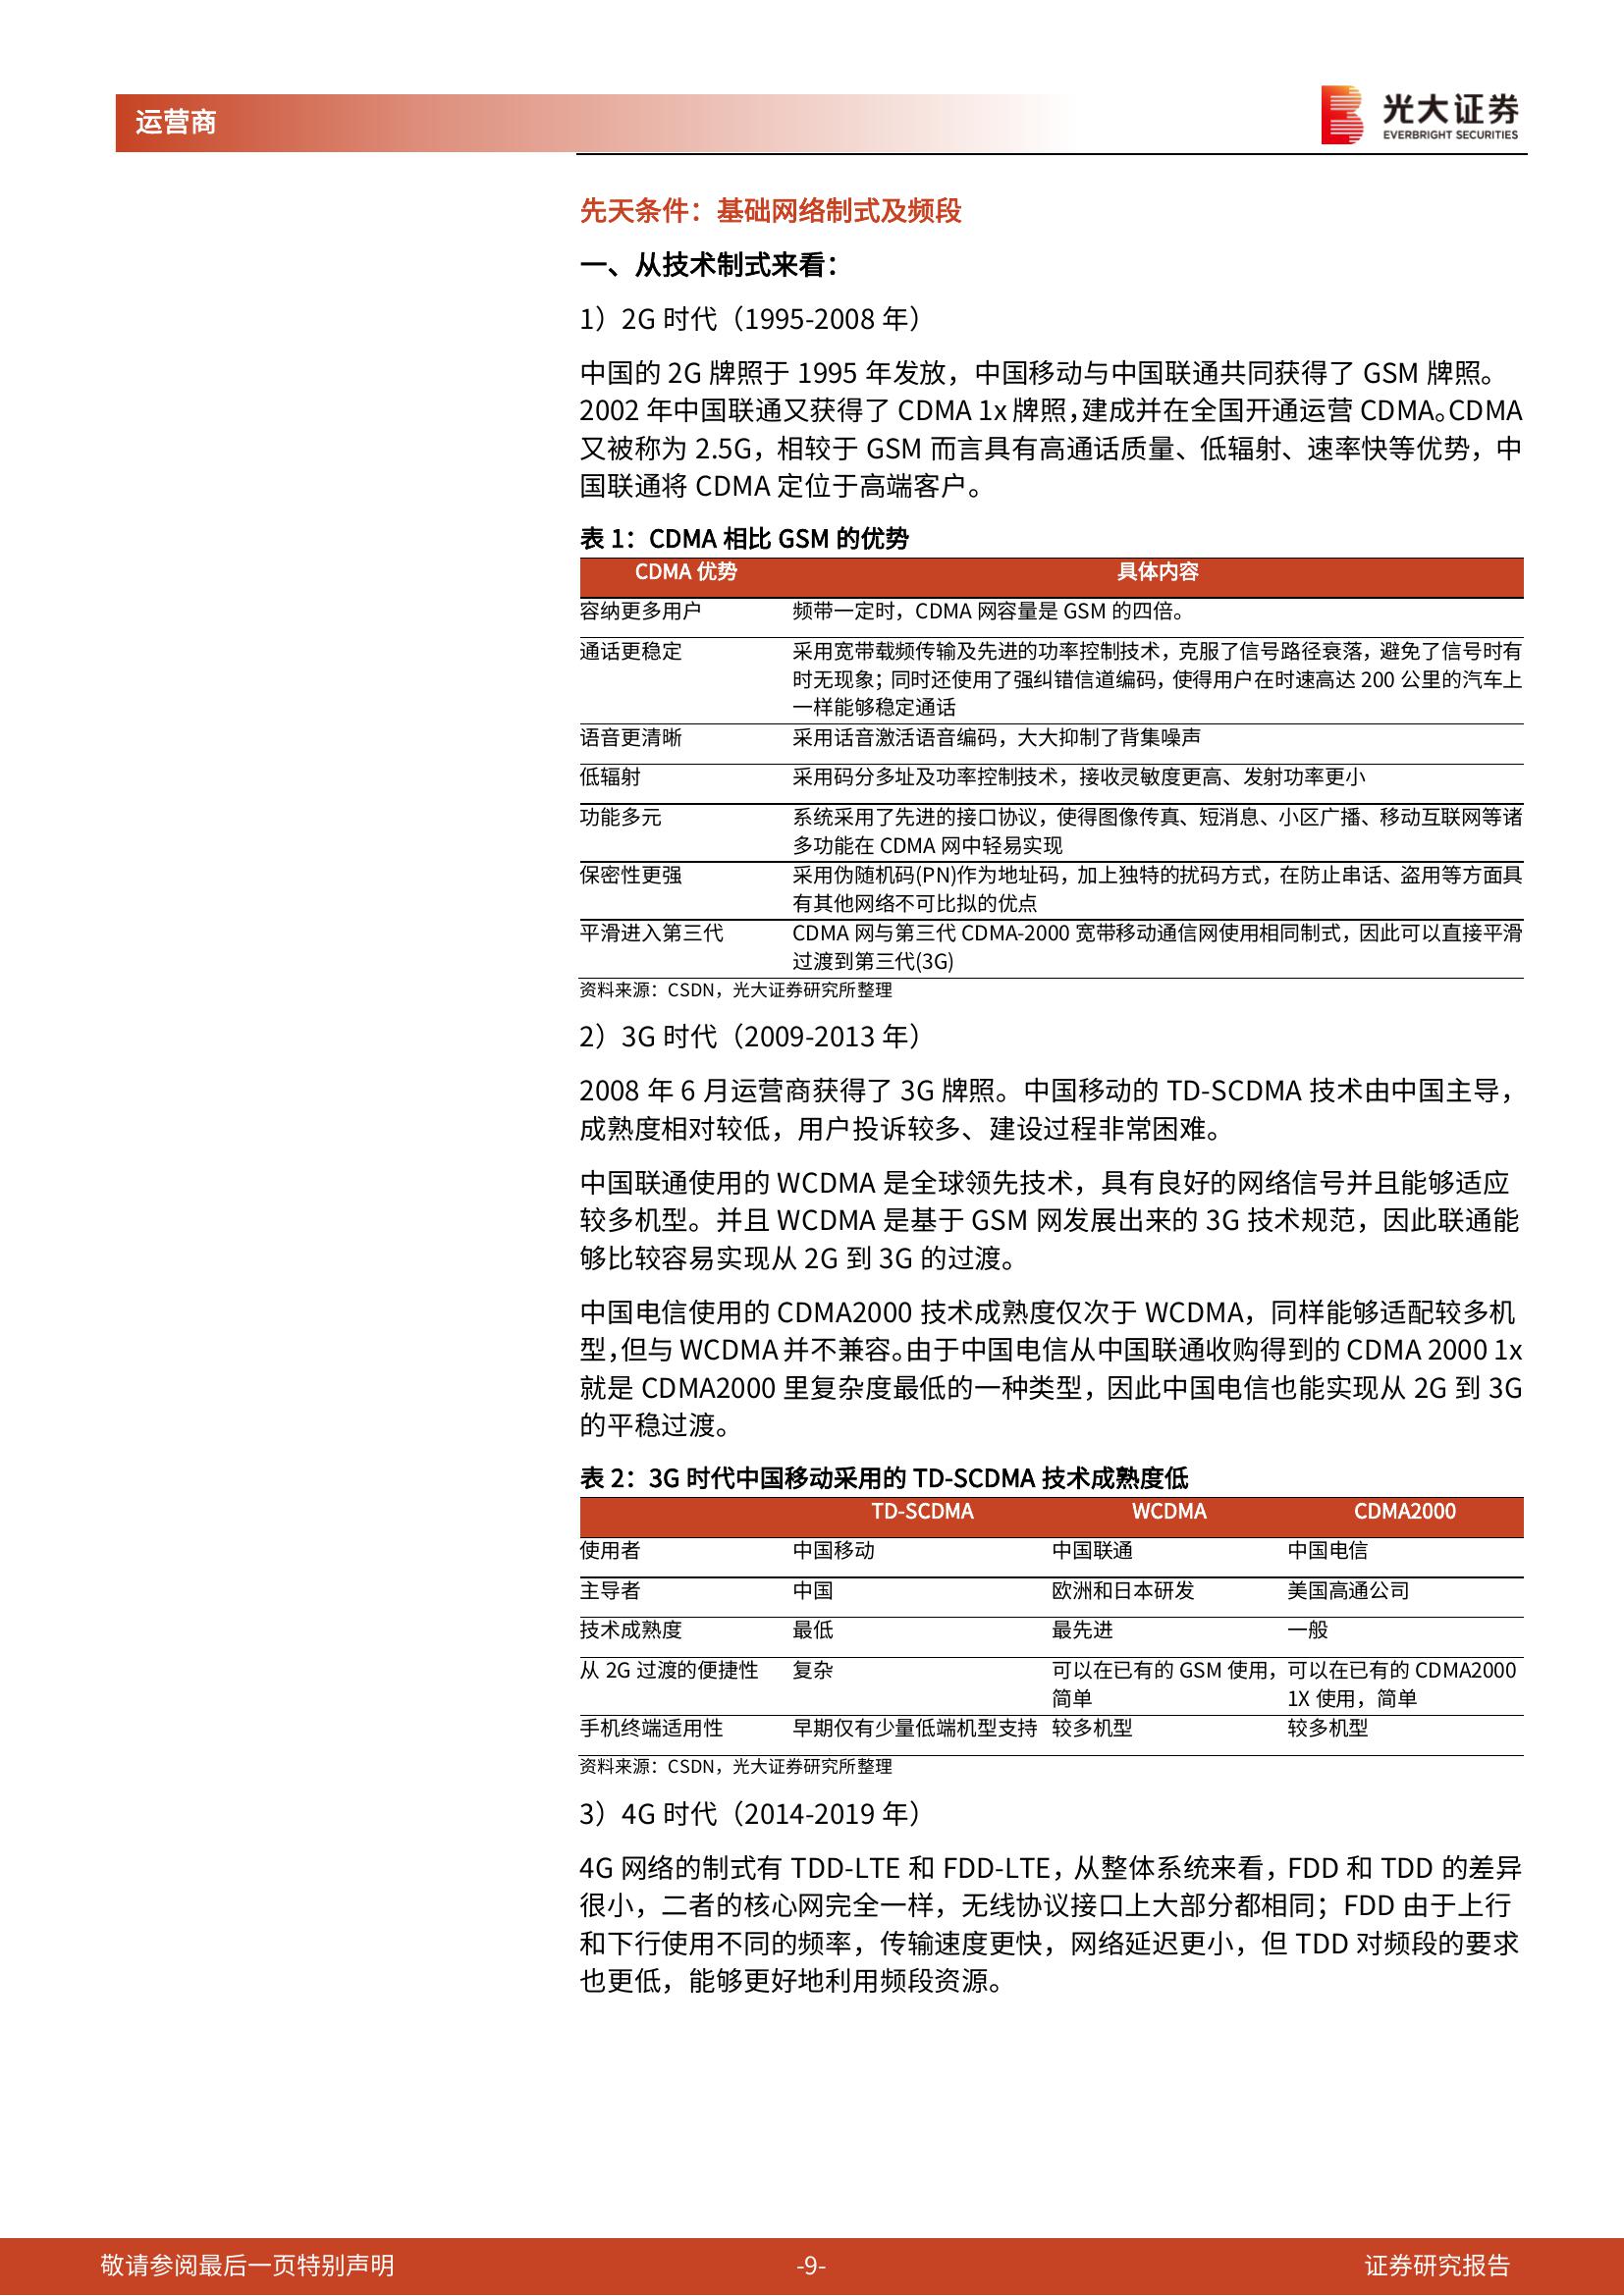 运营商
光大证券
EVERBRIGHT SECURITIES
先天条件：基础网络制式及频段
一、从技术制式来看：
1）2G 时代（1995-2008 年）
中国的 2G 牌照于 1995 年发放，中国移动与中国联通共同获得了 GSM 牌照。
2002 年中国联通又获得了 CDMA 1x 牌照，建成并在全国开通运营 CDMA。CDMA
又被称为 2.5G，相较于 GSM 而言具有高通话质量、低辐射、速率快等优势，中
国联通将 CDMA 定位于高端客户。
表 1：CDMA 相比 GSM 的优势
CDMA 优势 具体内容
容纳更多用户 频带一定时，CDMA 网容量是 GSM 的四倍。
通话更稳定 采用宽带载频传输及先进的功率控制技术，克服了信号路径衰落，避免了信号时有
时无现象；同时还使用了强纠错信道编码，使得用户在时速高达 200 公里的汽车上
一样能够稳定通话
语音更清晰 采用话音激活语音编码，大大抑制了背集噪声
低辐射 采用码分多址及功率控制技术，接收灵敏度更高、发射功率更小
功能多元 系统采用了先进的接口协议，使得图像传真、短消息、小区广播、移动互联网等诸
多功能在 CDMA 网中轻易实现
保密性更强 采用伪随机码(PN)作为地址码，加上独特的扰码方式，在防止串话、盗用等方面具
有其他网络不可比拟的优点
平滑进入第三代 CDMA 网与第三代 CDMA-2000 宽带移动通信网使用相同制式，因此可以直接平滑
过渡到第三代(3G)
资料来源：CSDN，光大证券研究所整理
2）3G 时代（2009-2013 年）
2008 年 6 月运营商获得了 3G 牌照。中国移动的 TD-SCDMA 技术由中国主导，
成熟度相对较低，用户投诉较多、建设过程非常困难。
中国联通使用的 WCDMA 是全球领先技术，具有良好的网络信号并且能够适应
较多机型。并且 WCDMA 是基于 GSM 网发展出来的 3G 技术规范，因此联通能
够比较容易实现从 2G 到 3G 的过渡。
中国电信使用的 CDMA2000 技术成熟度仅次于 WCDMA，同样能够适配较多机
型，但与 WCDMA 并不兼容。由于中国电信从中国联通收购得到的 CDMA 2000 1x
就是 CDMA2000 里复杂度最低的一种类型，因此中国电信也能实现从 2G 到 3G
的平稳过渡。
表 2：3G 时代中国移动采用的 TD-SCDMA 技术成熟度低
TD-SCDMA WCDMA CDMA2000
使用者 中国移动 中国联通 中国电信
主导者 中国 欧洲和日本研发 美国高通公司
技术成熟度 最低 最先进 一般
从 2G 过渡的便捷性 复杂 可以在已有的 GSM 使用， 可以在已有的 CDMA2000
简单 1X 使用，简单
手机终端适用性 早期仅有少量低端机型支持 较多机型 较多机型
资料来源：CSDN，光大证券研究所整理
3）4G 时代（2014-2019 年）
4G 网络的制式有 TDD-LTE 和 FDD-LTE，从整体系统来看，FDD 和 TDD 的差异
很小，二者的核心网完全一样，无线协议接口上大部分都相同；FDD 由于上行
和下行使用不同的频率，传输速度更快，网络延迟更小，但 TDD 对频段的要求
也更低，能够更好地利用频段资源。
敬请参阅最后一页特别声明 -9- 证券研究报告